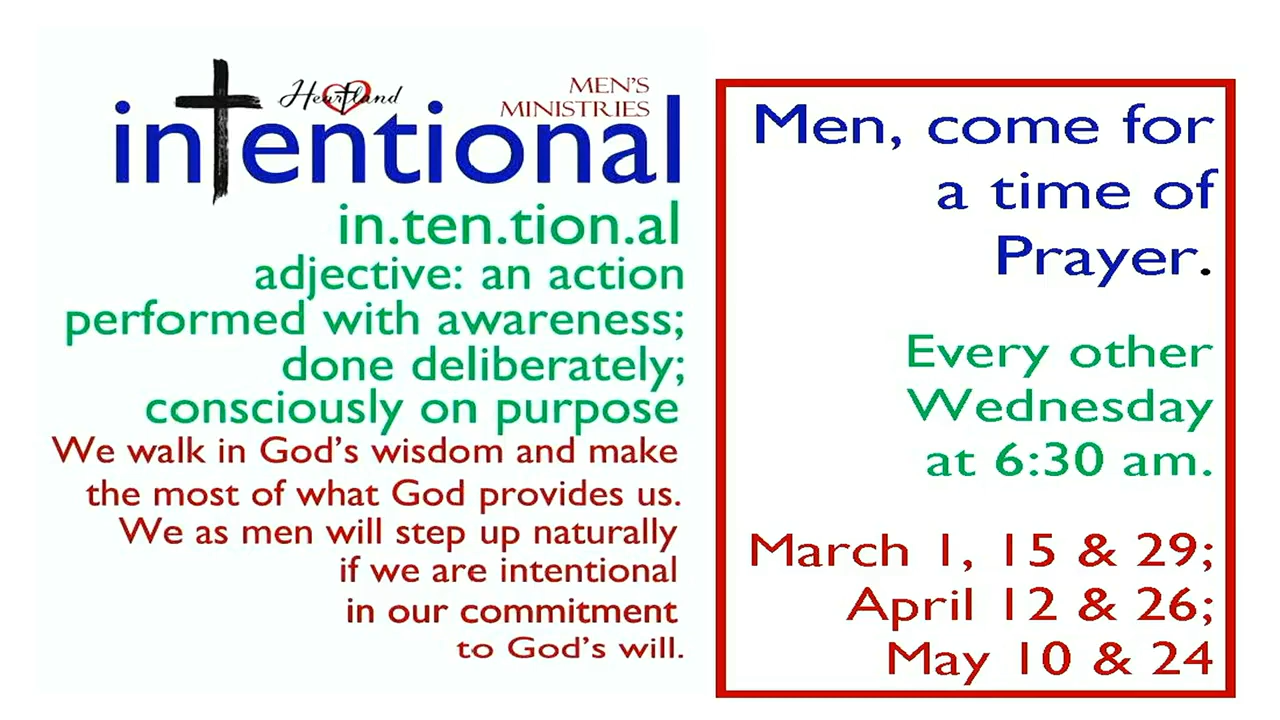 Heartland
MEN'S
MINISTRIES
intentional
in.ten.tion.al
adjective: an action
performed with awareness;
done deliberately;
consciously on purpose
We walk in God's wisdom and make
the most of what God provides us.
We as men will step up naturally
if we are intentional
in our commitment
to God's will.
Men, come for
a time of
Prayer.
Every other
Wednesday
at 6:30 am.
March 1, 15 & 29;
April 12 & 26;
May 10 & 24